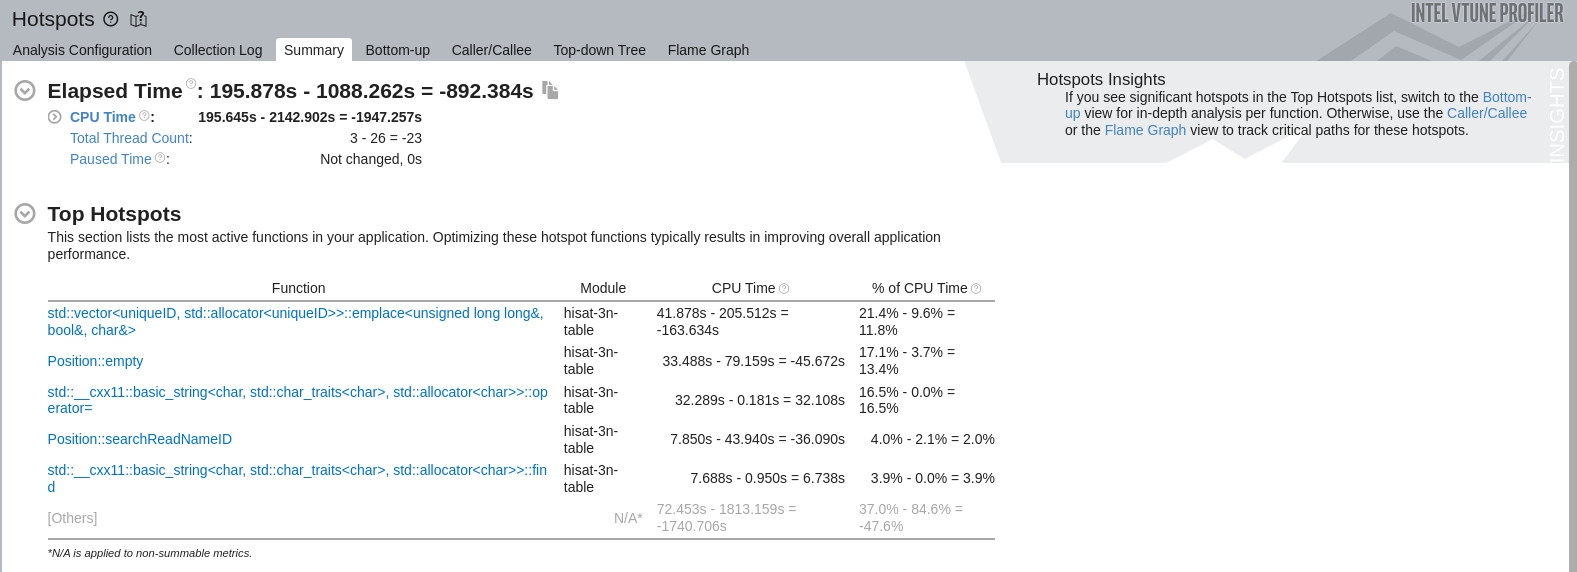 Hotspots
INTEL VTUNE PROFILER
Analysis Configuration Collection Log Summary Bottom-up Caller/Callee Top-down Tree Flame Graph
Elapsed Time : 195.878s - 1088.262s = -892.384s
CPU Time : 195.645s - 2142.902s = -1947.257s
Total Thread Count: 3 - 26 = -23
Paused Time : Not changed, 0s
Hotspots Insights
If you see significant hotspots in the Top Hotspots list, switch to the Bottom-
up view for in-depth analysis per function. Otherwise, use the Caller/Callee
or the Flame Graph view to track critical paths for these hotspots.
INSIGHTS
Top Hotspots
This section lists the most active functions in your application. Optimizing these hotspot functions typically results in improving overall application
performance.
Function Module CPU Time % of CPU Time
std::vector<uniqueID, std::allocator<uniqueID>>::emplace<unsigned long long&, hisat-3n- 41.878s - 205.512s = 21.4% - 9.6% =
bool&, char&> table -163.634s 11.8%
Position::empty hisat-3n- 33.488s - 79.159s = -45.672s 17.1% - 3.7% =
table 13.4%
std::__cxx11::basic_string<char, std::char_traits<char>, std::allocator<char>>::op hisat-3n- 32.289s - 0.181s = 32.108s 16.5% - 0.0% =
erator= table 16.5%
Position::searchReadNameID hisat-3n- 7.850s - 43.940s = -36.090s 4.0% - 2.1% = 2.0%
table
std::__cxx11::basic_string<char, std::char_traits<char>, std::allocator<char>>::fin hisat-3n- 7.688s - 0.950s = 6.738s 3.9% - 0.0% = 3.9%
d table
[Others] N/A* 72.453s - 1813.159s = 37.0% - 84.6% =
-1740.706s -47.6%
*N/A is applied to non-summable metrics.